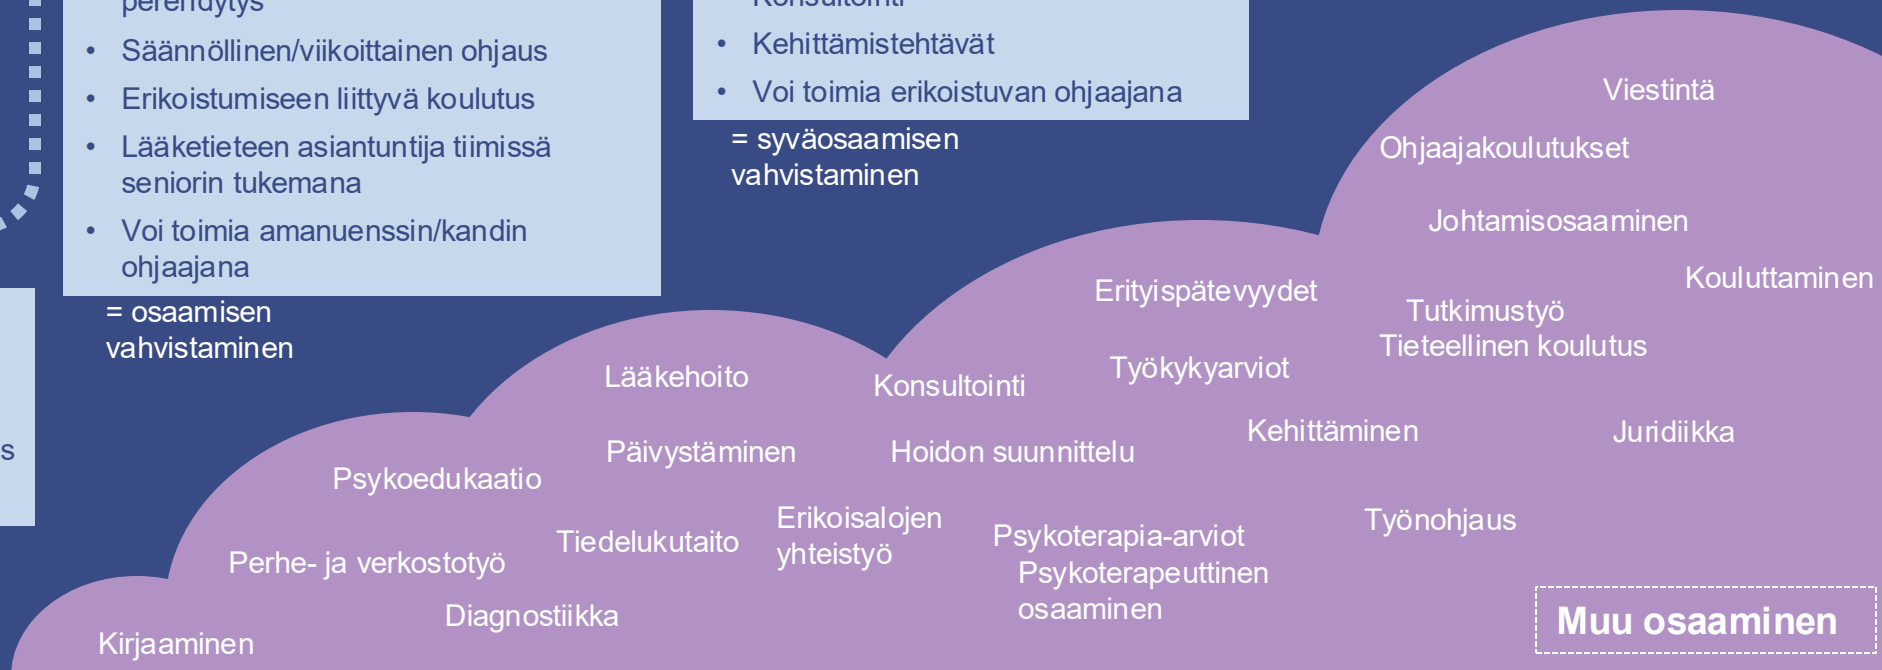 perehdytys
• Säännöllinen/viikoittainen ohjaus
• Erikoistumiseen liittyvä koulutus
• Lääketieteen asiantuntija tiimissä
seniorin tukemana
• Voi toimia amanuenssin/kandin
ohjaajana
= osaamisen
vahvistaminen
Konsultointi
• Kehittämistehtävät
• Voi toimia erikoistuvan ohjaajana
= syväosaamisen
vahvistaminen
s
Viestintä
Ohjaajakoulutukset
Johtamisosaaminen
Kouluttaminen
Erityispätevyydet
Tutkimustyö
Tieteellinen koulutus
Työkykyarviot
Lääkehoito
Konsultointi
Kehittäminen
Juridiikka
Päivystäminen
Hoidon suunnittelu
Psykoedukaatio
Erikoisalojen
yhteistyö
Työnohjaus
Tiedelukutaito
Psykoterapia-arviot
Psykoterapeuttinen
osaaminen
Perhe- ja verkostotyö
Diagnostiikka
Kirjaaminen
Muu osaaminen